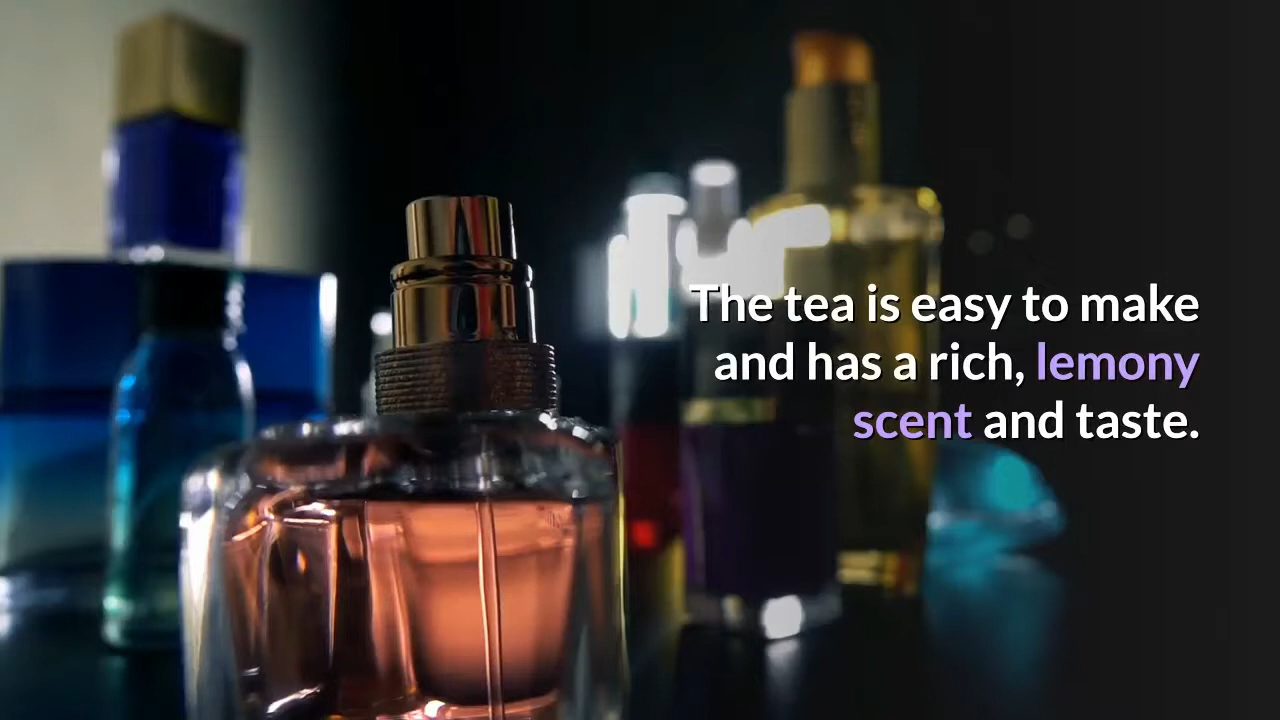 The tea is easy to make
and has a rich, lemony
scent and taste.